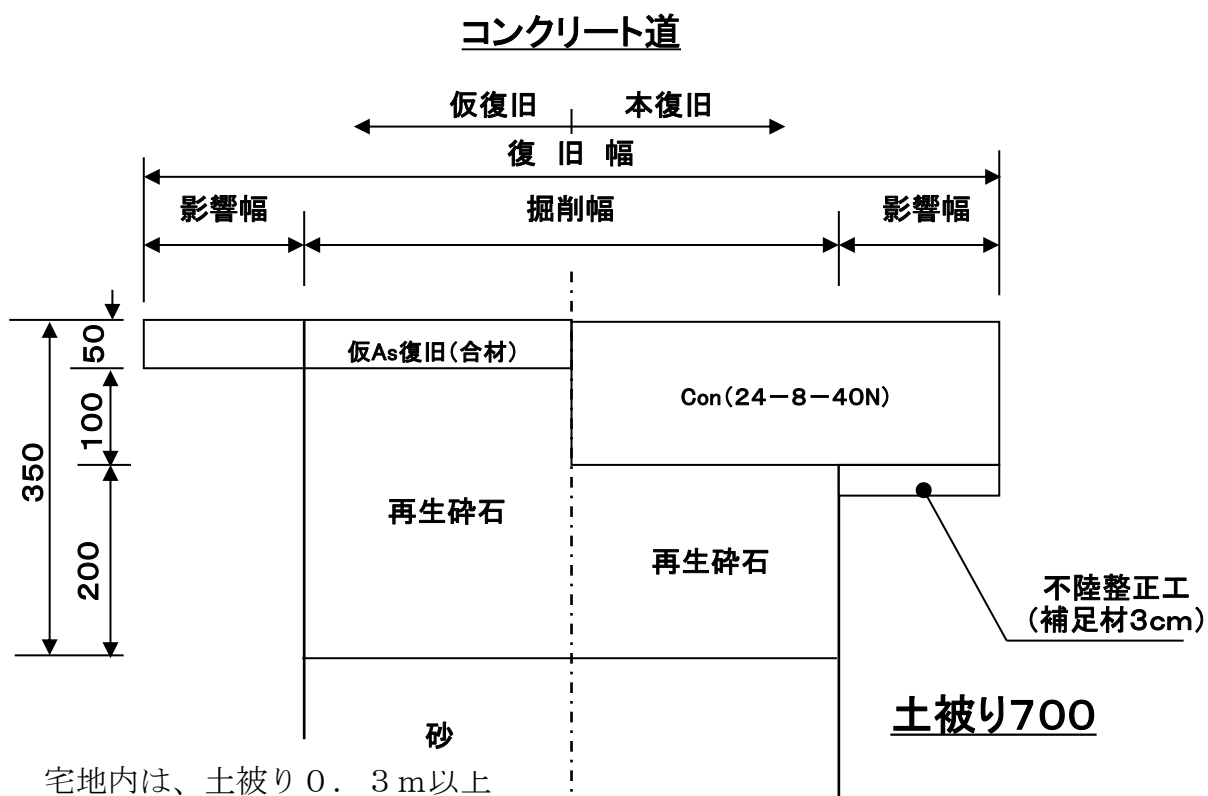 コンクリート道
仮復旧 本復旧
復旧幅
影響幅 掘削幅 影響幅
50
100
350
200
仮As復旧(合材)
Con(24－8－40N)
再生砕石
再生砕石
不陸整正工
(補足材3cm)
土被り700
砂
宅地内は、土被り０．３ｍ以上